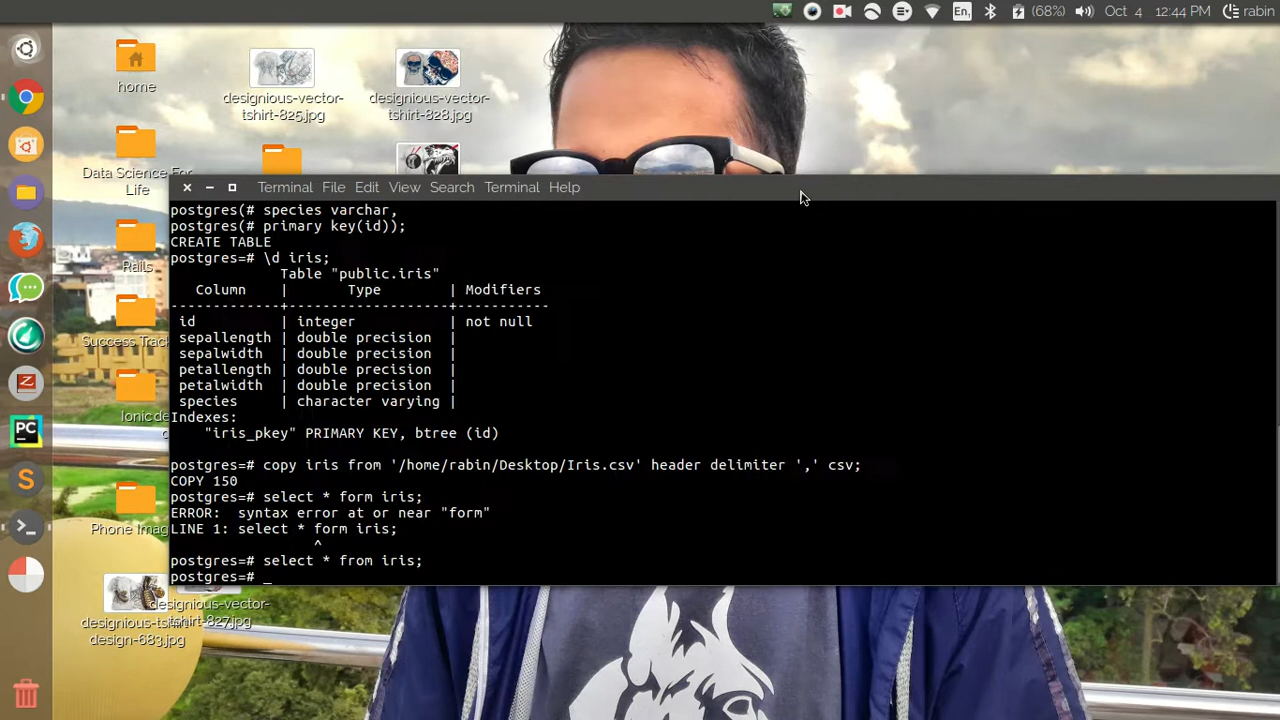 En₁
(68%)
Oct 4
12:44 PM
rabin
home
designious-vector-
tshirt-825.jpg
designious-vector-
tshirt-828.jpg
Data Science For
Life
Rails
Success Track
Ionic de
Phone Imag
designious-tshirt-
design-683.jpg
designious-vector-
tshirt-827.jpg
PC
S
Z
Terminal File Edit View Search Terminal Help
postgres(# species varchar,
postgres(# primary key(id));
CREATE TABLE
postgres=# \d iris;
Table "public.iris"
Column | Type | Modifiers
-------------+-------------------+-----------
id | integer | not null
sepallength | double precision |
sepalwidth | double precision |
petallength | double precision |
petalwidth | double precision |
species | character varying |
Indexes:
"iris_pkey" PRIMARY KEY, btree (id)
postgres=# copy iris from '/home/rabin/Desktop/Iris.csv' header delimiter ',' csv;
COPY 150
postgres=# select * form iris;
ERROR: syntax error at or near "form"
LINE 1: select * form iris;
^
postgres=# select * from iris;
postgres=# _